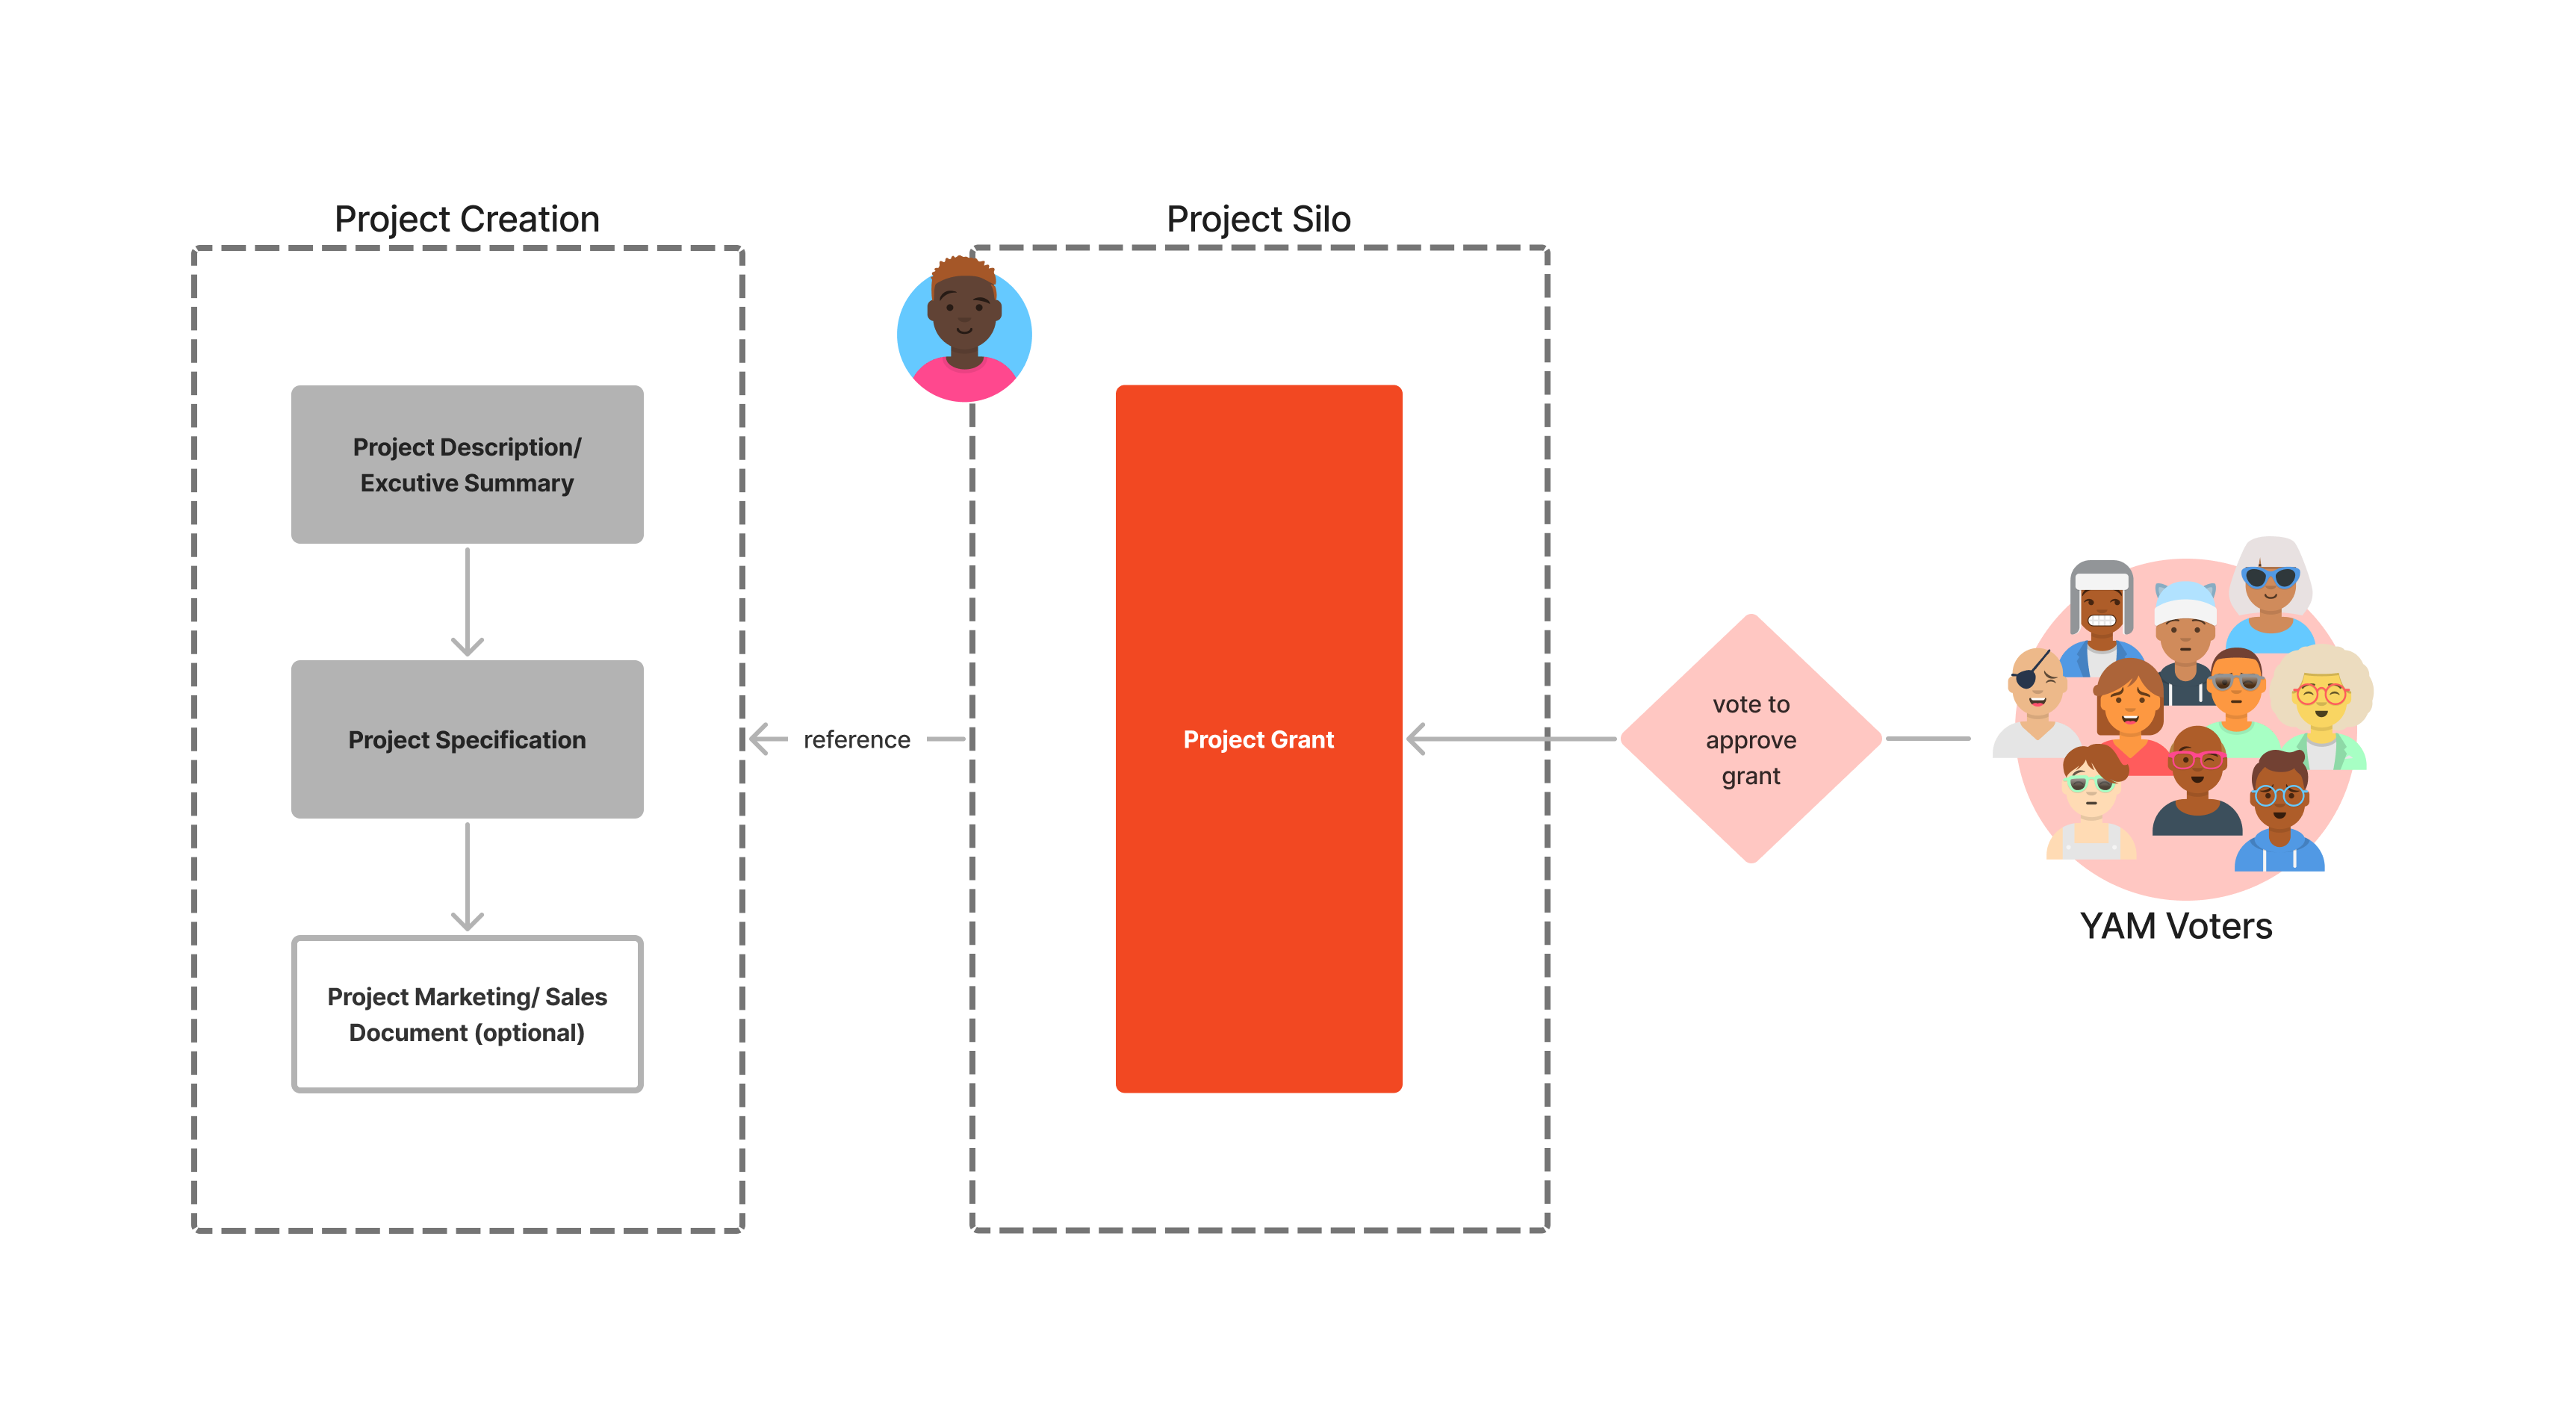 Project Creation
Project Description/
Excutive Summary
Project Specification
Project Marketing/ Sales
Document (optional)
reference
Project Silo
Project Grant
vote to
approve
grant
YAM Voters